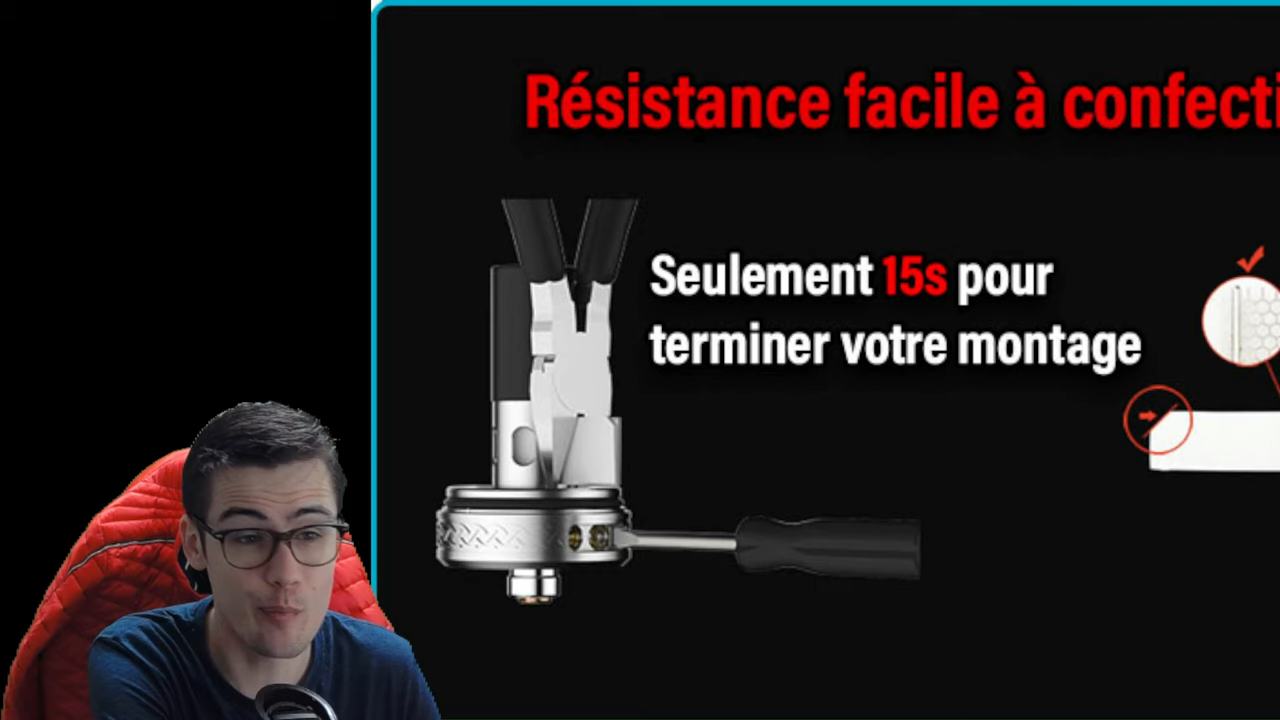 Résistance facile à confecti
Seulement 15s pour
terminer votre montage